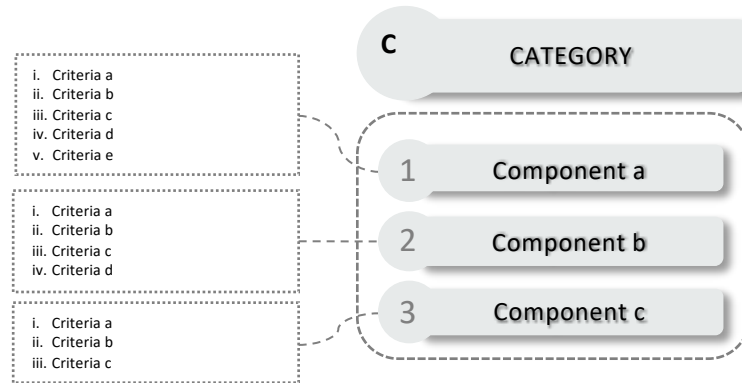 C
CATEGORY
i. Criteria a
ii. Criteria b
iii. Criteria c
iv. Criteria d
v. Criteria e
1
Component a
i. Criteria a
ii. Criteria b
iii. Criteria c
iv. Criteria d
2
Component b
i. Criteria a
ii. Criteria b
iii. Criteria c
3
Component c